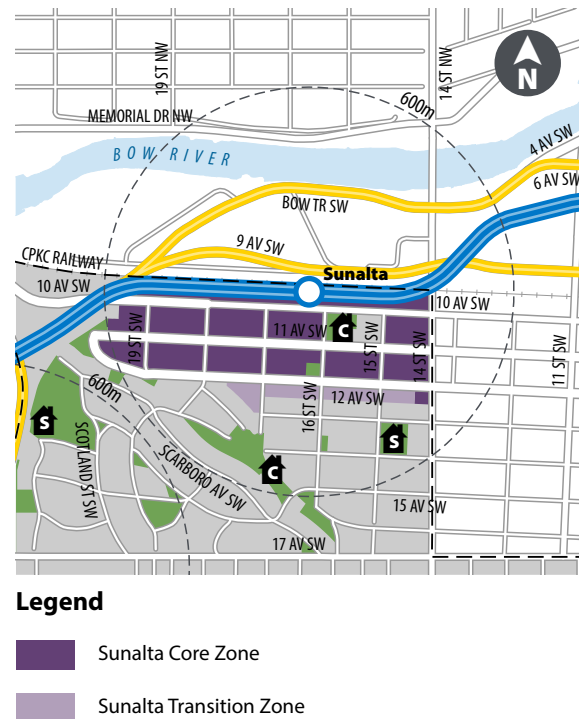 19 ST NW
14 ST NW
N
600m
MEMORIAL DR NW
BOW RIVER
4 AV SW
6 AV SW
BOW TR SW
9 AV SW
CPKC RAILWAY
Sunalta
10 AV SW
10 AV SW
11 AV SW
C
19 ST SW
15 ST SW
14 ST SW
11 ST SW
600m
12 AV SW
16 ST SW
S
S
SCOTLAND ST SW
SCARBORO AV SW
C
15 AV SW
17 AV SW
Legend
Sunalta Core Zone
Sunalta Transition Zone